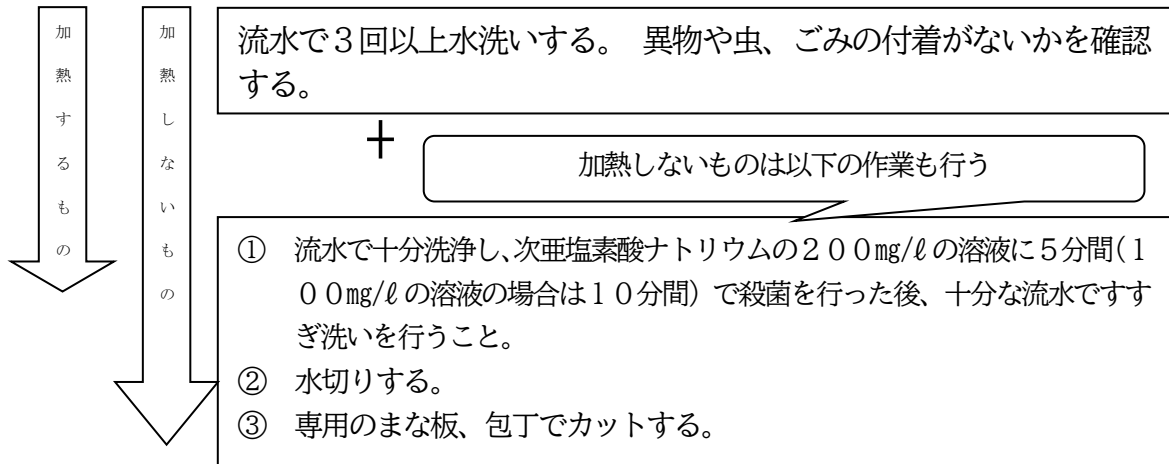 加熱するもの
加熱しないもの
流水で３回以上水洗いする。　異物や虫、ごみの付着がないかを確認
する。
＋
加熱しないものは以下の作業も行う
①　流水で十分洗浄し、次亜塩素酸ナトリウムの２００㎎/ℓの溶液に５分間（１
００㎎/ℓの溶液の場合は１０分間）で殺菌を行った後、十分な流水ですす
ぎ洗いを行うこと。
②　水切りする。
③　専用のまな板、包丁でカットする。